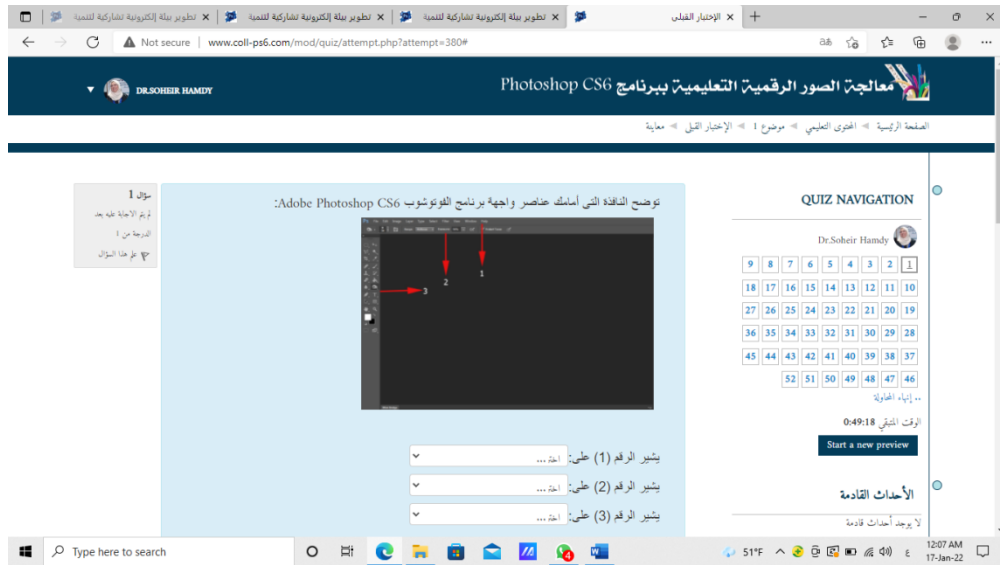 تطوير بيئة إلكترونية تشاركية لتنمية
تطوير بيئة إلكترونية تشاركية لتنمية
تطوير بيئة إلكترونية تشاركية لتنمية
الإختبار القبلي
Not secure | www.coll-ps6.com/mod/quiz/attempt.php?attempt=380#
معالجة الصور الرقمية التعليمية ببرنامج Photoshop CS6
DR.SOHEIR HAMDY
الصفحة الرئيسية ◄ المحتوى التعليمي ◄ موضوع 1 ◄ الإختبار القبلي ◄ معاينة
QUIZ NAVIGATION
Dr.Soheir Hamdy
1 2 3 4 5 6 7 8 9
10 11 12 13 14 15 16 17 18
19 20 21 22 23 24 25 26 27
28 29 30 31 32 33 34 35 36
37 38 39 40 41 42 43 44 45
46 47 48 49 50 51 52
إنهاء المحاولة ..
الوقت المتبقي 0:49:18
Start a new preview
الأحداث القادمة
لا يوجد أحداث قادمة
توضح النافذة التى أمامك عناصر واجهة برنامج الفوتوشوب Adobe Photoshop CS6:
1
2
3
يشير الرقم (1) على: اختر ...
يشير الرقم (2) على: اختر ...
يشير الرقم (3) على: اختر ...
سؤال 1
لم يتم الاجابة عليه بعد
الدرجة من 1
علم هذا السؤال
Type here to search
51°F
ع
12:07 AM
17-Jan-22